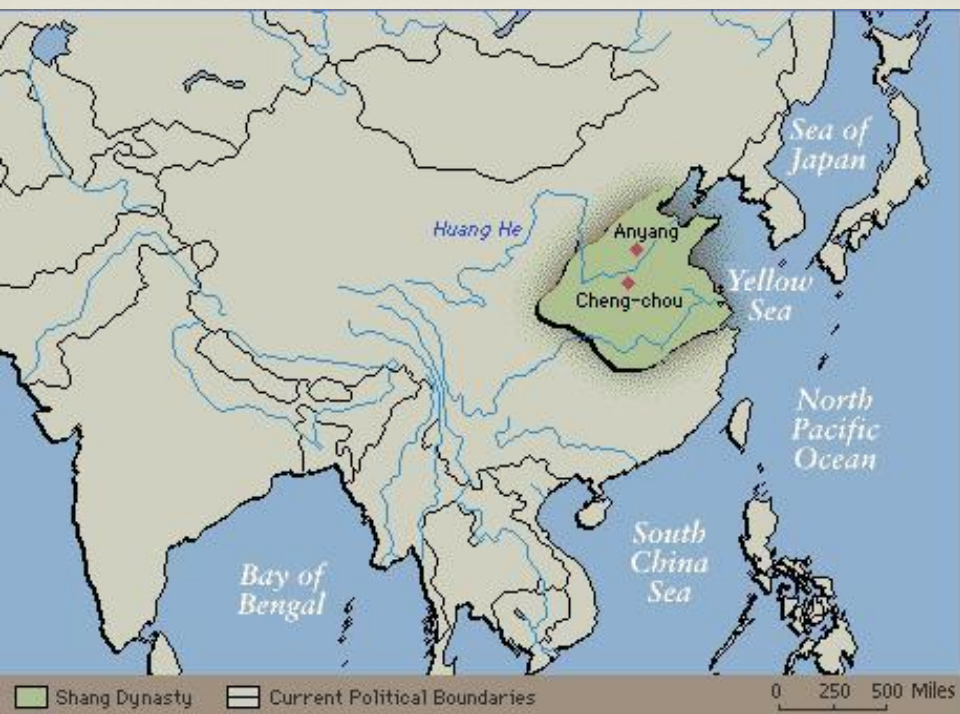 Sea of
Japan
Huang He
Anyang
Cheng-chou
Yellow
Sea
North
Pacific
Ocean
South
China
Sea
Bay of
Bengal
Shang Dynasty
Current Political Boundaries
0 250 500 Miles